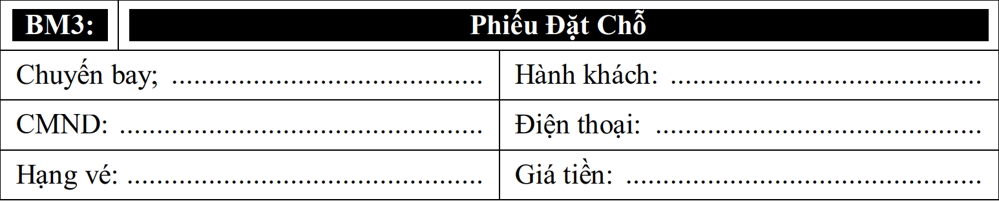 BM3: Phiếu Đặt Chỗ
Chuyến bay; .......................................... Hành khách: ..........................................
CMND: ................................................. Điện thoại: ............................................
Hạng vé: ................................................ Giá tiền: ................................................